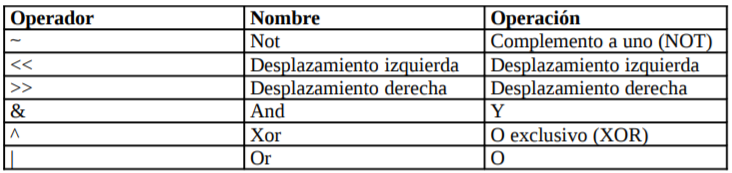 Operador Nombre Operación
~ Not Complemento a uno (NOT)
<< Desplazamiento izquierda Desplazamiento izquierda
>> Desplazamiento derecha Desplazamiento derecha
& And Y
^ Xor O exclusivo (XOR)
| Or O